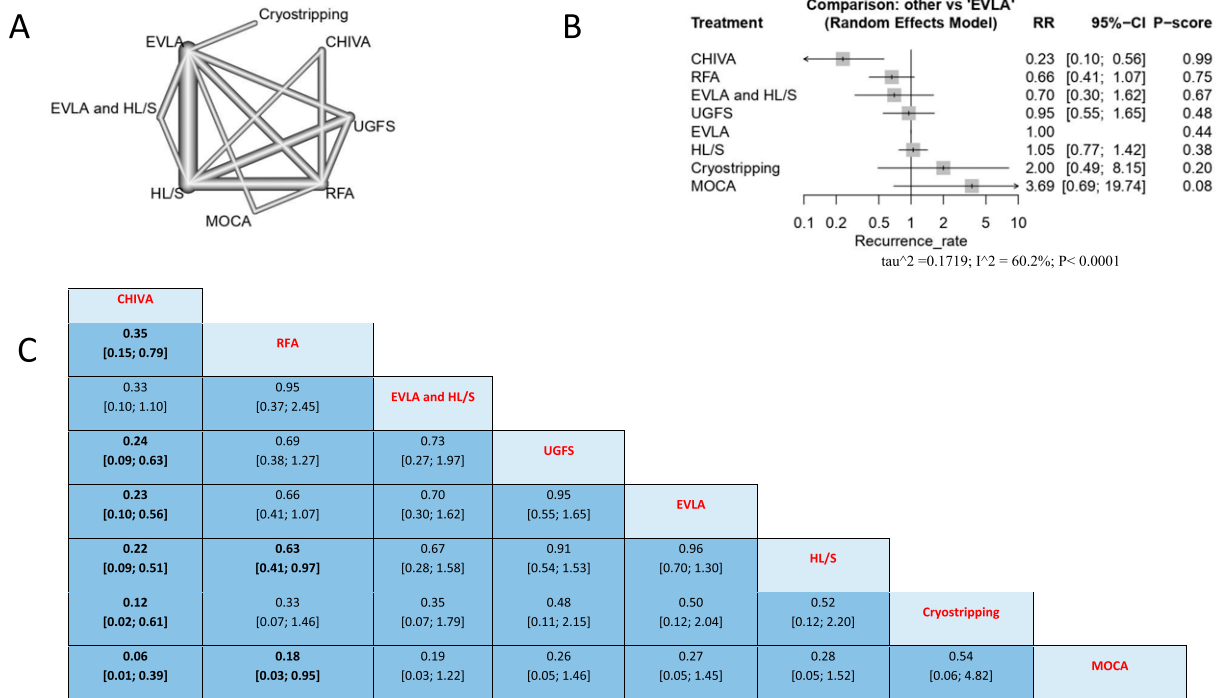 A
Cryostripping
EVLA
CHIVA
EVLA and HL/S
UGFS
HL/S
RFA
MOCA
B
Comparison: other vs 'EVLA'
Treatment (Random Effects Model) RR 95%−CI P−score
CHIVA 0.23 [0.10; 0.56] 0.99
RFA 0.66 [0.41; 1.07] 0.75
EVLA and HL/S 0.70 [0.30; 1.62] 0.67
UGFS 0.95 [0.55; 1.65] 0.48
EVLA 1.00 0.44
HL/S 1.05 [0.77; 1.42] 0.38
Cryostripping 2.00 [0.49; 8.15] 0.20
MOCA 3.69 [0.69; 19.74] 0.08
0.1 0.2 0.5 1 2 5 10
Recurrence_rate
tau^2 =0.1719; I^2 = 60.2%; P< 0.0001
C
CHIVA
0.35
[0.15; 0.79]
RFA
0.33 0.95
[0.10; 1.10] [0.37; 2.45]
EVLA and HL/S
0.24 0.69 0.73
[0.09; 0.63] [0.38; 1.27] [0.27; 1.97]
UGFS
0.23 0.66 0.70 0.95
[0.10; 0.56] [0.41; 1.07] [0.30; 1.62] [0.55; 1.65]
EVLA
0.22 0.63 0.67 0.91 0.96
[0.09; 0.51] [0.41; 0.97] [0.28; 1.58] [0.54; 1.53] [0.70; 1.30]
HL/S
0.12 0.33 0.35 0.48 0.50 0.52
[0.02; 0.61] [0.07; 1.46] [0.07; 1.79] [0.11; 2.15] [0.12; 2.04] [0.12; 2.20]
Cryostripping
0.06 0.18 0.19 0.26 0.27 0.28 0.54
[0.01; 0.39] [0.03; 0.95] [0.03; 1.22] [0.05; 1.46] [0.05; 1.45] [0.05; 1.52] [0.06; 4.82]
MOCA